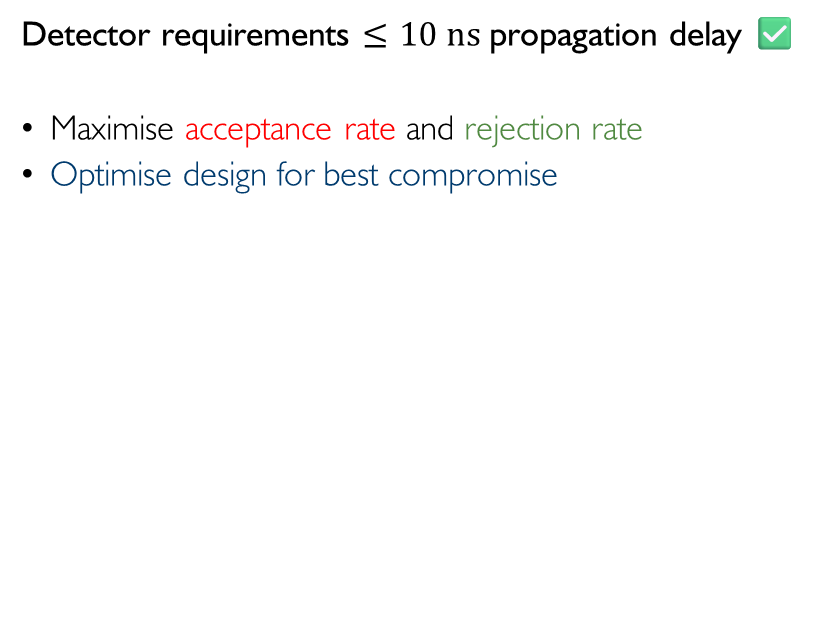 Detector requirements ≤ 10 ns propagation delay ✅
• Maximise acceptance rate and rejection rate
• Optimise design for best compromise